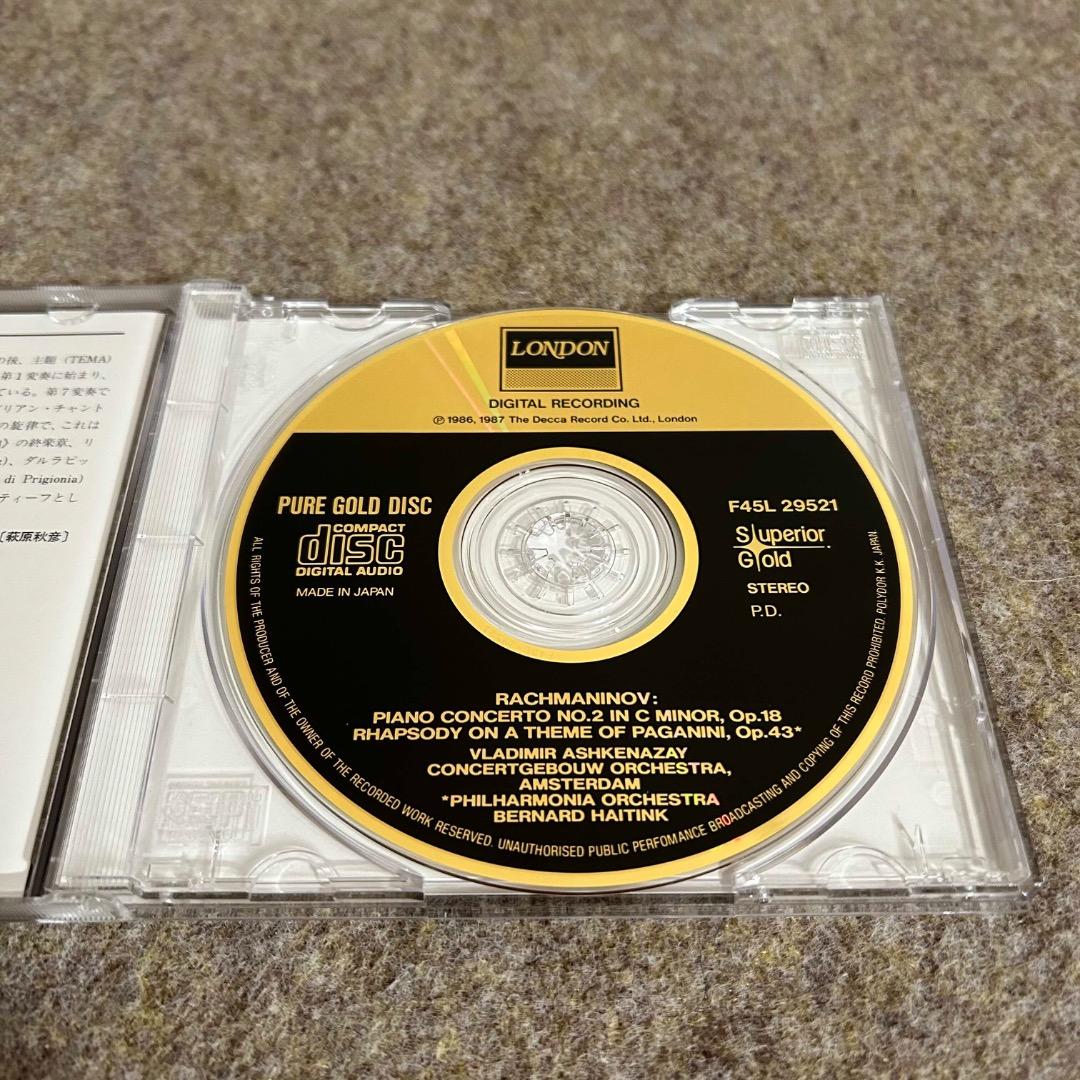 の後、主題 (TEMA)
第1変奏に始まり、
ている。第7変奏で
ゴリアン・チャント
の旋律で、これは
》の終楽章、リ
、ダルラピッ
di Prigionia)
ティーフとし
〔萩原秋彦〕
LONDON
DIGITAL RECORDING
Ⓟ 1986, 1987 The Decca Record Co. Ltd., London
PURE GOLD DISC
COMPACT
disc
DIGITAL AUDIO
MADE IN JAPAN
F45L 29521
Superior
Gold
STEREO
P.D.
RACHMANINOV:
PIANO CONCERTO NO.2 IN C MINOR, Op.18
RHAPSODY ON A THEME OF PAGANINI, Op.43*
VLADIMIR ASHKENAZAY
CONCERTGEBOUW ORCHESTRA,
AMSTERDAM
*PHILHARMONIA ORCHESTRA
BERNARD HAITINK
ALL RIGHTS OF THE PRODUCER AND OF THE OWNER OF THE RECORDED WORK RESERVED. UNAUTHORISED PUBLIC PERFOMANCE BROADCASTING AND COPYING OF THIS RECORD PROHIBITED. POLYDOR K.K. JAPAN